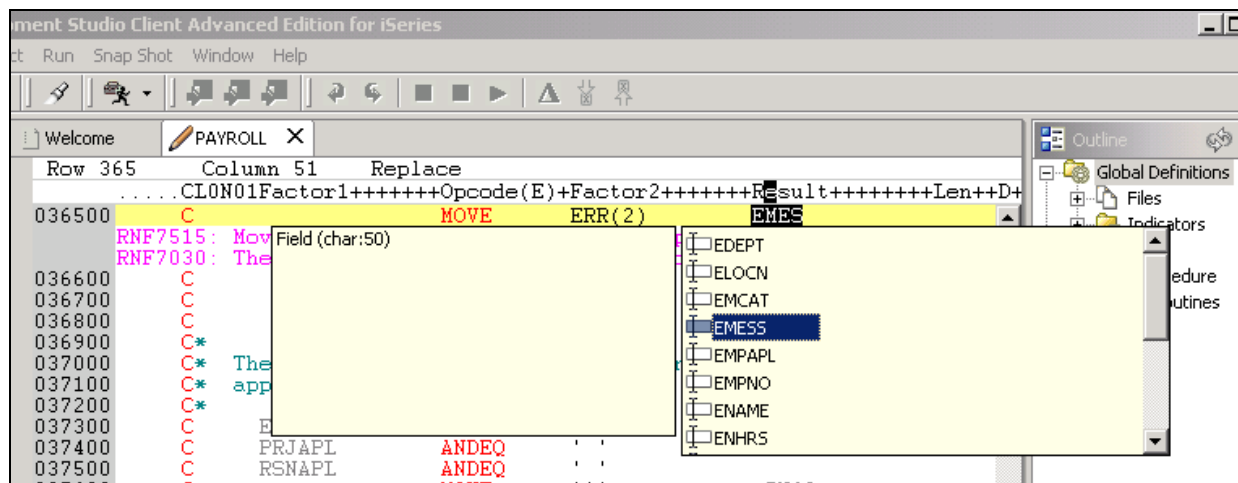 ment Studio Client Advanced Edition for iSeries
ct Run Snap Shot Window Help
Welcome PAYROLL Outline
Row 365 Column 51 Replace
.....CL0N01Factor1+++++++Opcode(E)+Factor2+++++++Result++++++++Len++D+
Global Definitions
Files
Indicators
edure
utines
036500 C MOVE ERR(2) EMES
RNF7515: Mov
RNF7030: The
Field (char:50)
EDEPT
ELOCN
EMCAT
EMESS
EMPAPL
EMPNO
ENAME
ENHRS
036600 C
036700 C
036800 C
036900 C*
037000 C* The
037100 C* app
037200 C*
037300 C E
037400 C PRJAPL ANDEQ ' '
037500 C RSNAPL ANDEQ ' '